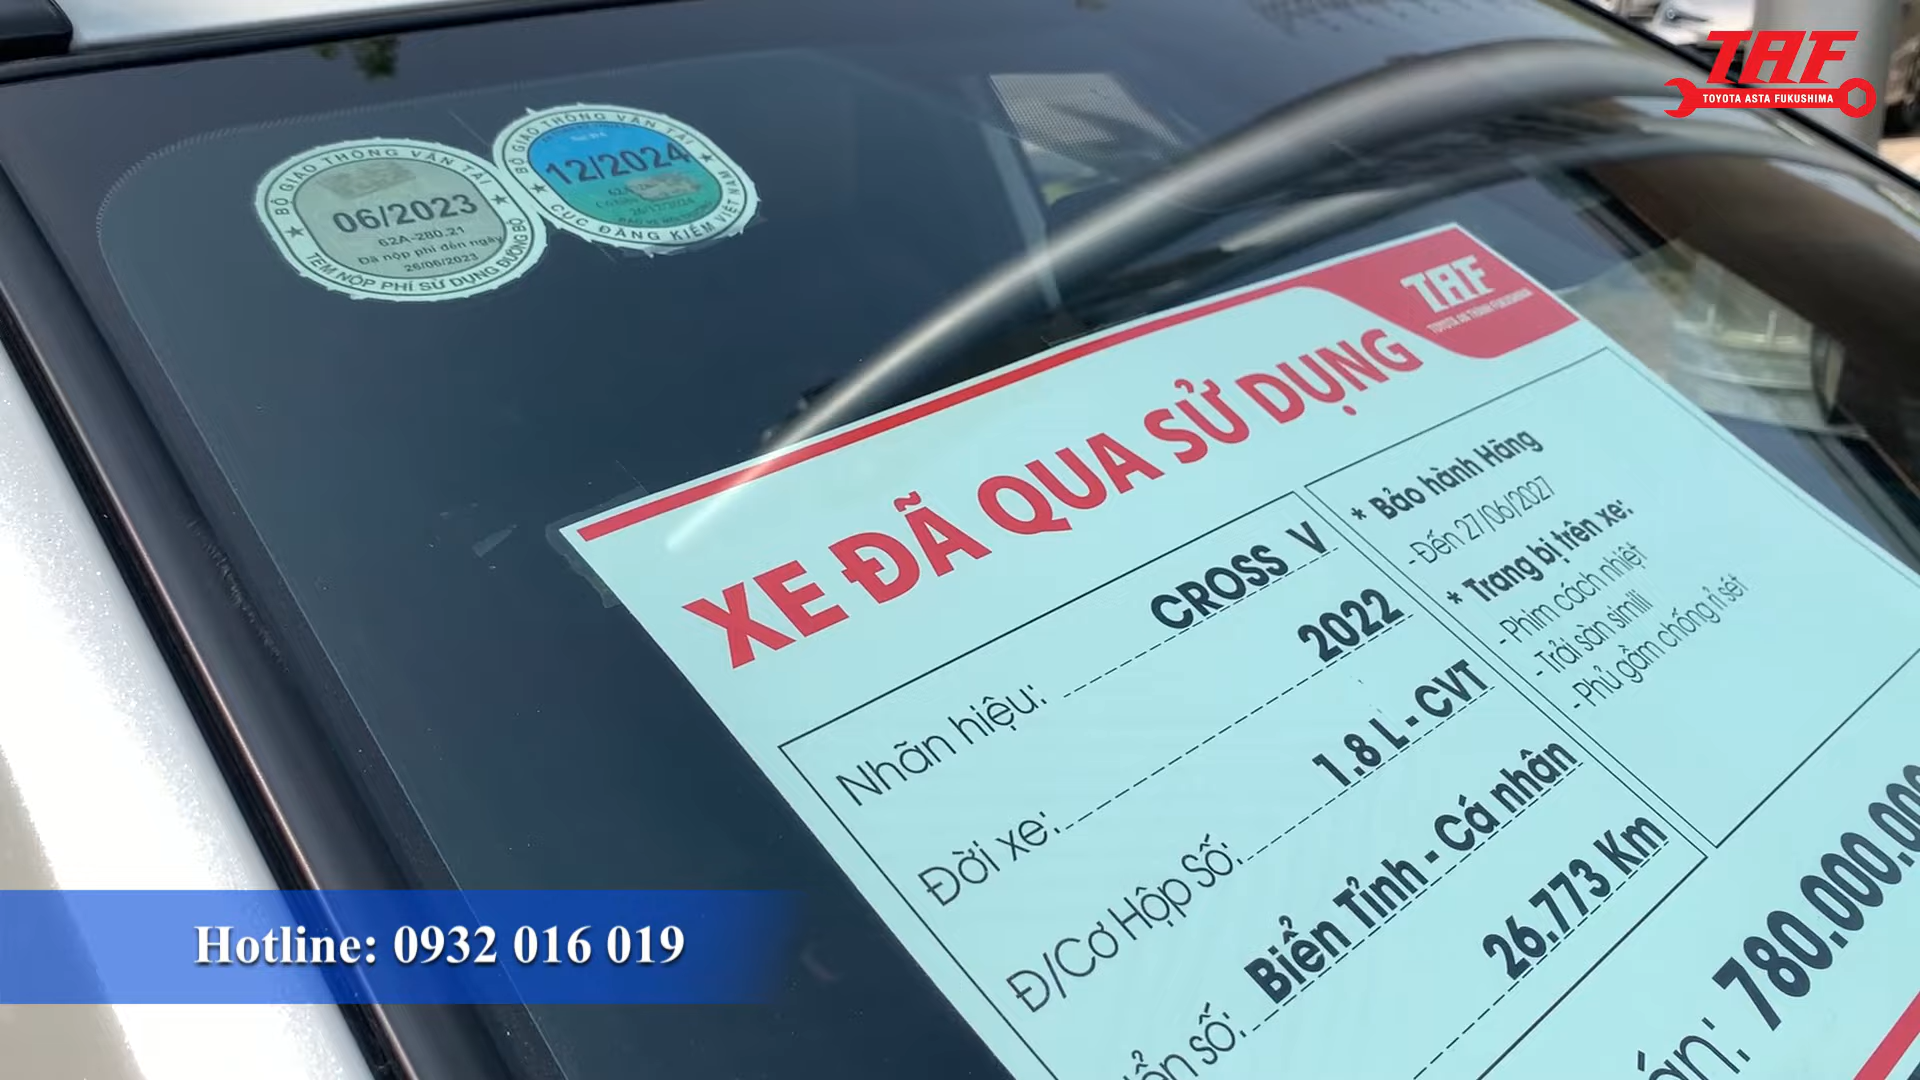 TAF
TOYOTA ASTA FUKUSHIMA
BỘ GIAO THÔNG VẬN TẢI
06/2023
62A-280.21
Đã nộp phí đến ngày
26/06/2023
TEM NỘP PHÍ SỬ DỤNG ĐƯỜNG BỘ
BỘ GIAO THÔNG VẬN TẢI
12/2024
CỤC ĐĂNG KIỂM VIỆT NAM
TAF
TOYOTA AN THÀNH FUKUSHIMA
XE ĐÃ QUA SỬ DỤNG
Nhãn hiệu: CROSS V
Đời xe: 2022
Đ/Cơ Hộp Số: 1.8 L - CVT
Biển Tỉnh - Cá nhân
26.773 Km
* Bảo hành Hãng
- Đến 27/06/2027
* Trang bị trên xe:
- Phim cách nhiệt
- Trải sàn simili
- Phủ gầm chống rỉ sét
Hotline: 0932 016 019